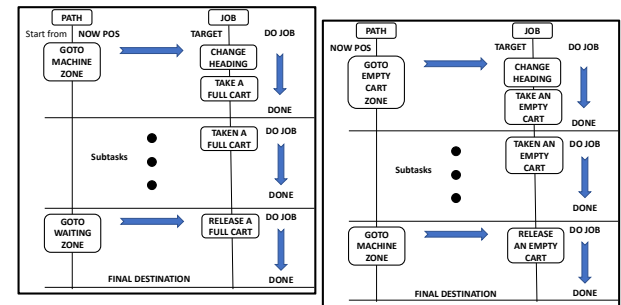 PATH
JOB
Start from
NOW POS
TARGET
DO JOB
GOTO
MACHINE
ZONE
CHANGE
HEADING
TAKE A
FULL CART
DONE
TAKEN A
FULL CART
DO JOB
Subtasks
DONE
GOTO
WAITING
ZONE
RELEASE A
FULL CART
DO JOB
FINAL DESTINATION
DONE
PATH
JOB
NOW POS
TARGET
DO JOB
GOTO
EMPTY
CART
ZONE
CHANGE
HEADING
TAKE AN
EMPTY
CART
DONE
TAKEN AN
EMPTY
CART
DO JOB
Subtasks
DONE
GOTO
MACHINE
ZONE
RELEASE
AN EMPTY
CART
DO JOB
FINAL DESTINATION
DONE